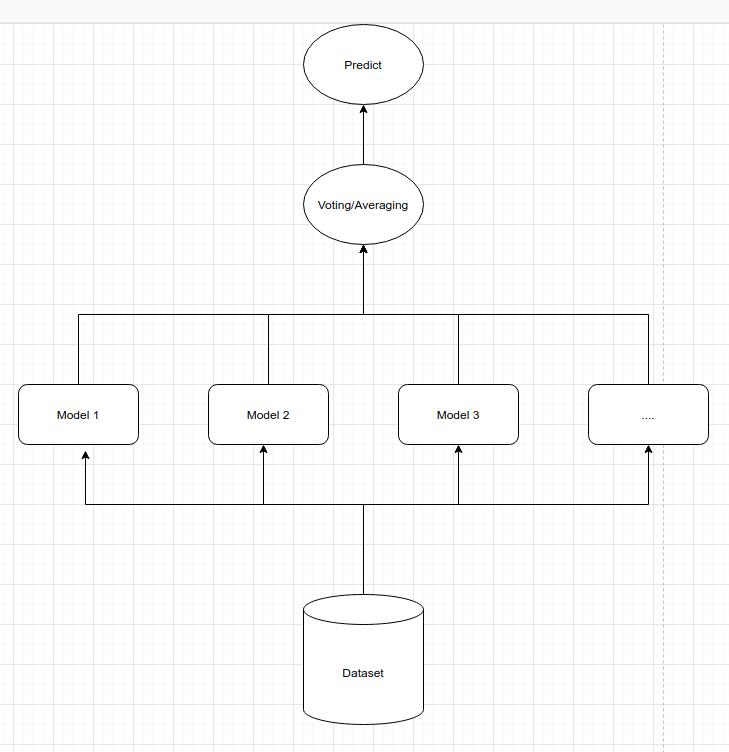 Predict
Voting/Averaging
Model 1
Model 2
Model 3
....
Dataset